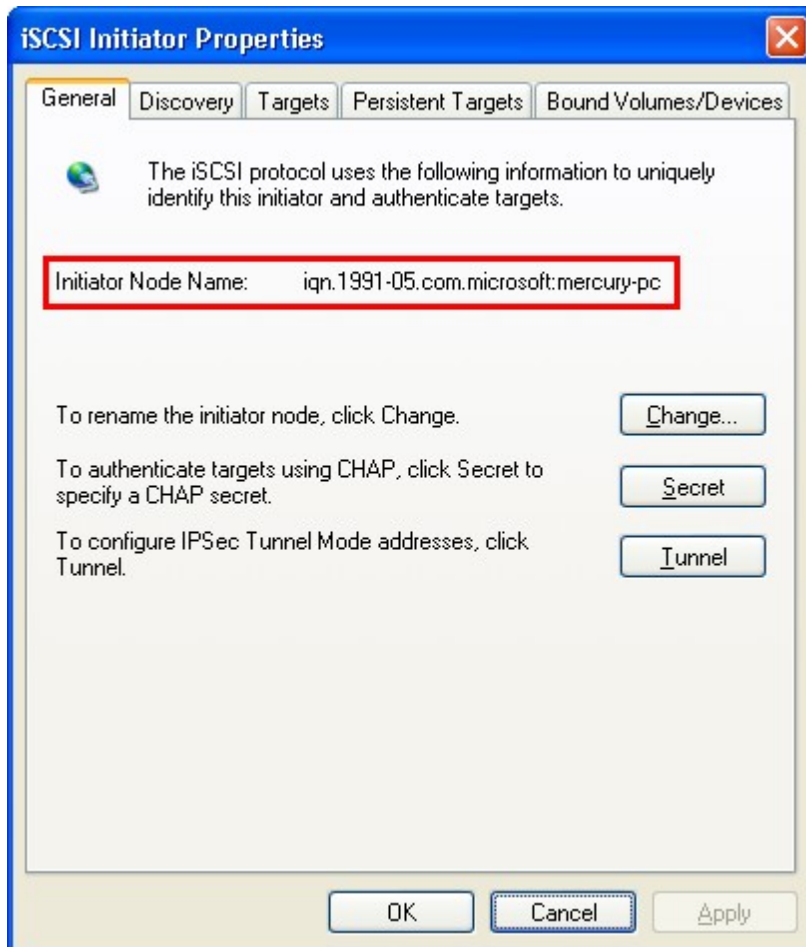 iSCSI Initiator Properties
General Discovery Targets Persistent Targets Bound Volumes/Devices
The iSCSI protocol uses the following information to uniquely
identify this initiator and authenticate targets.
Initiator Node Name: iqn.1991-05.com.microsoft:mercury-pc
To rename the initiator node, click Change.
Change...
To authenticate targets using CHAP, click Secret to
specify a CHAP secret.
Secret
To configure IPSec Tunnel Mode addresses, click
Tunnel.
Tunnel
OK Cancel Apply